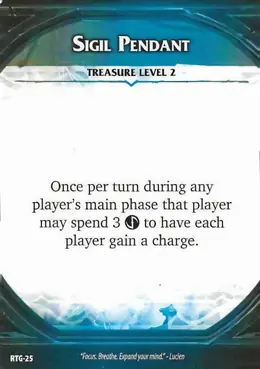 SIGIL PENDANT
TREASURE LEVEL 2
Once per turn during any
player's main phase that player
may spend 3 to have each
player gain a charge.
RTG-25
"Focus. Breathe. Expand your mind." - Lucien